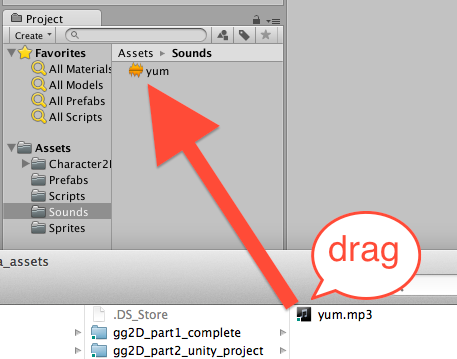 Project
Create
Favorites
All Materials
All Models
All Prefabs
All Scripts
Assets
Character2
Prefabs
Scripts
Sounds
Sprites
Assets ▸ Sounds
yum
drag
a_assets
.DS_Store
gg2D_part1_complete
gg2D_part2_unity_project
yum.mp3